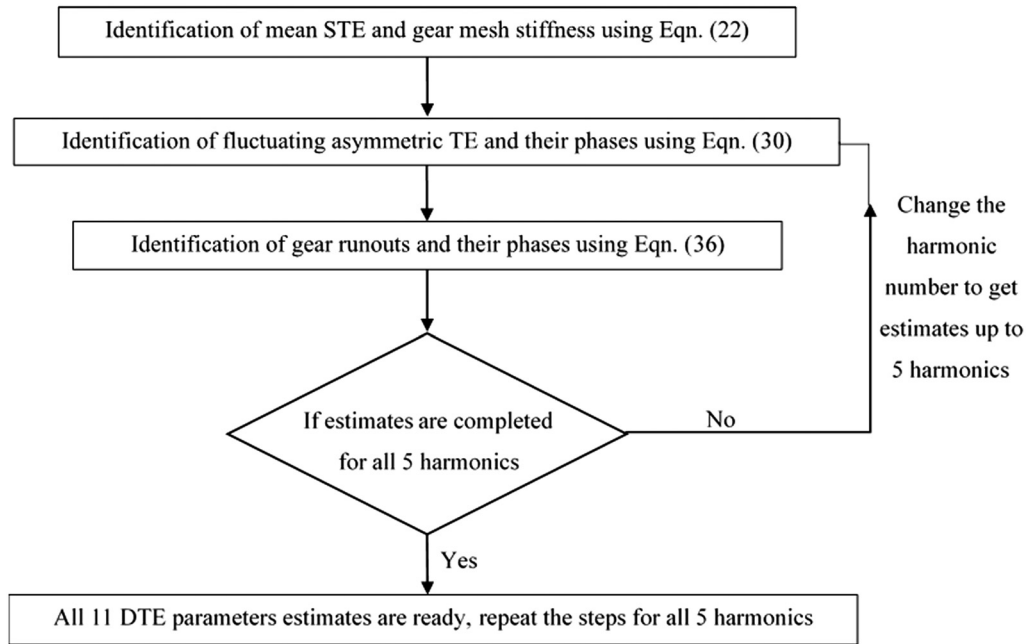 Identification of mean STE and gear mesh stiffness using Eqn. (22)
Identification of fluctuating asymmetric TE and their phases using Eqn. (30)
Identification of gear runouts and their phases using Eqn. (36)
Change the
harmonic
number to get
estimates up to
5 harmonics
If estimates are completed
for all 5 harmonics
No
Yes
All 11 DTE parameters estimates are ready, repeat the steps for all 5 harmonics